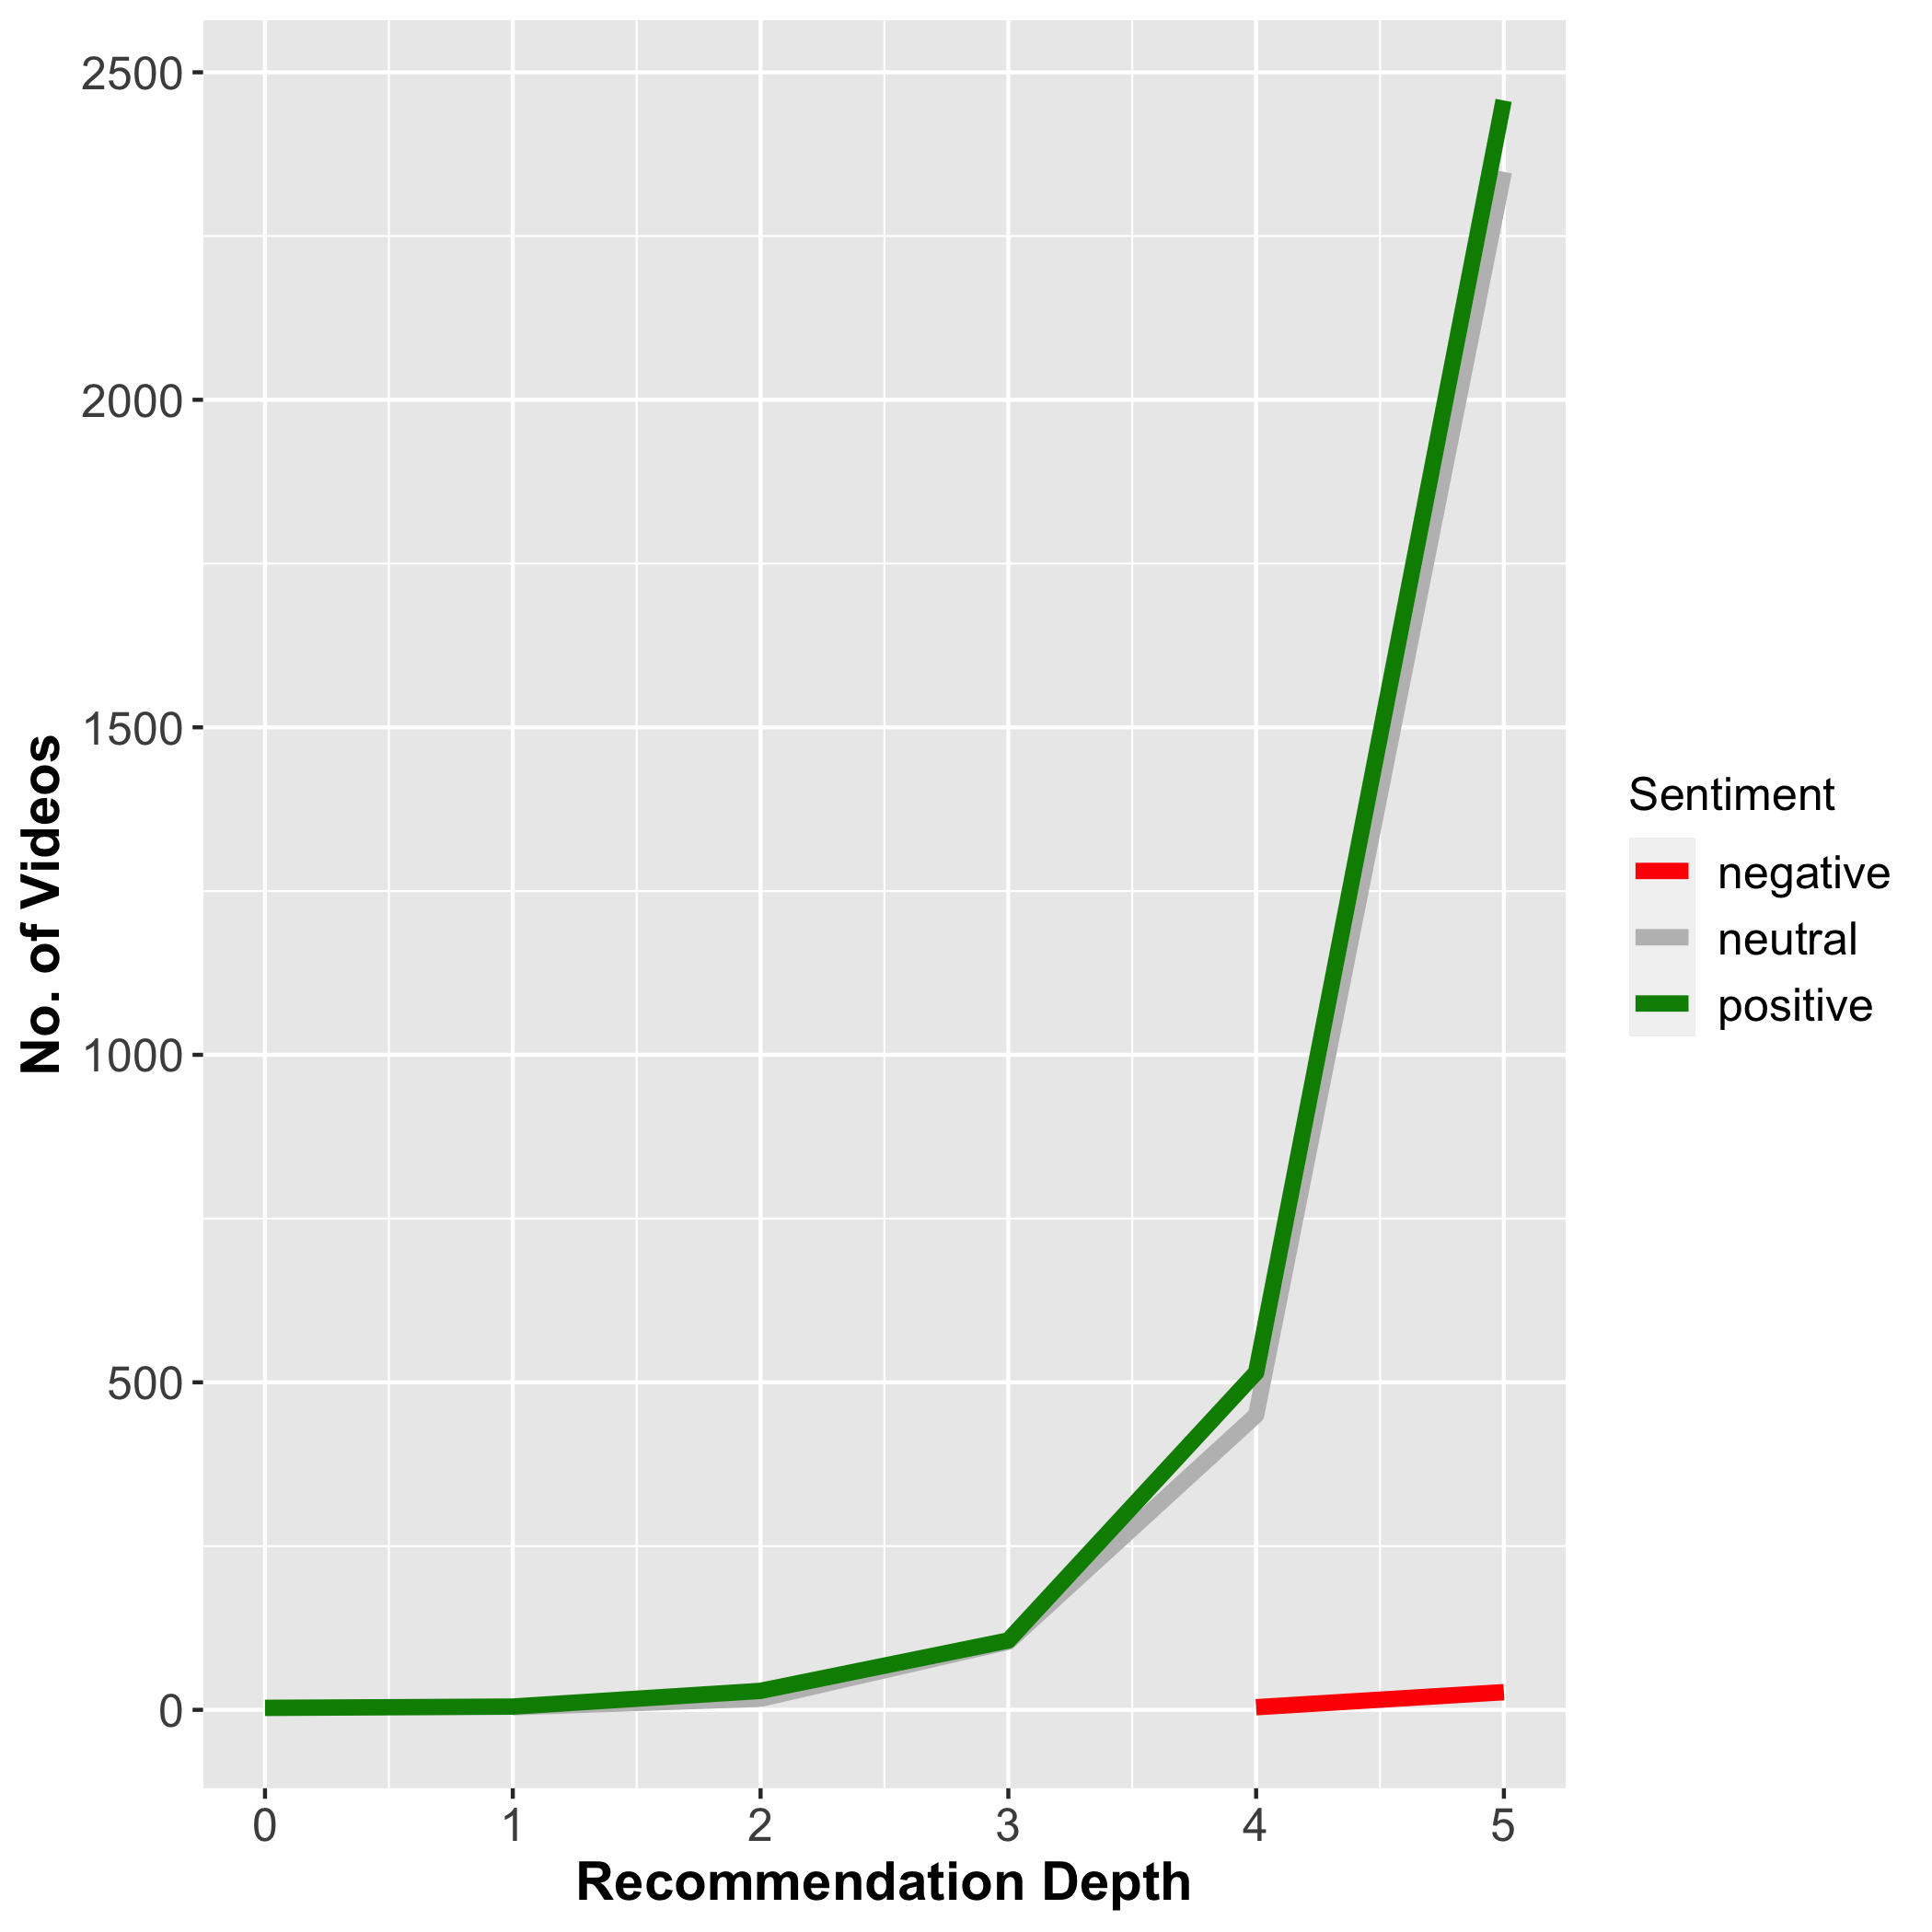 No. of Videos
2500
2000
1500
1000
500
0
0 1 2 3 4 5
Recommendation Depth
Sentiment
negative
neutral
positive